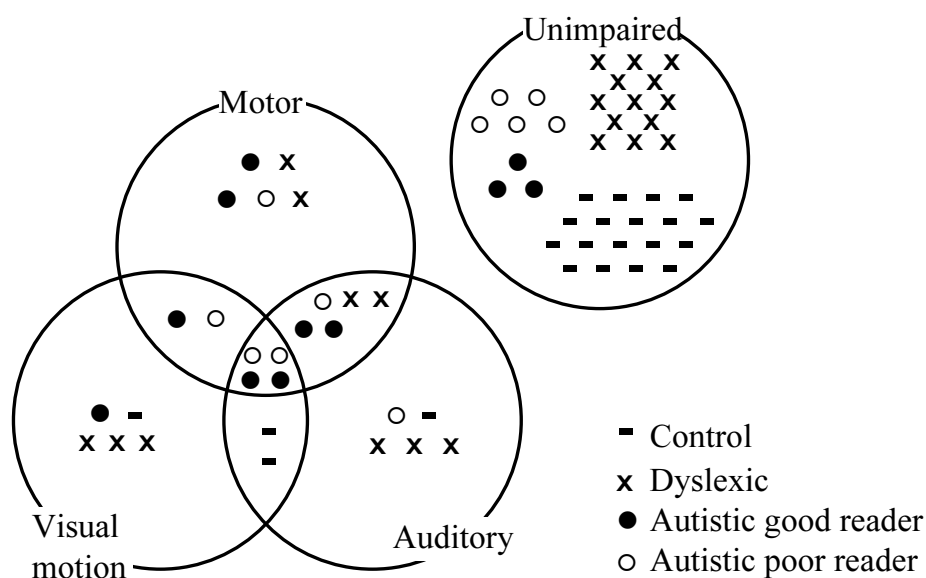 Unimpaired
Motor
Visual
motion
Auditory
Control
Dyslexic
Autistic good reader
Autistic poor reader